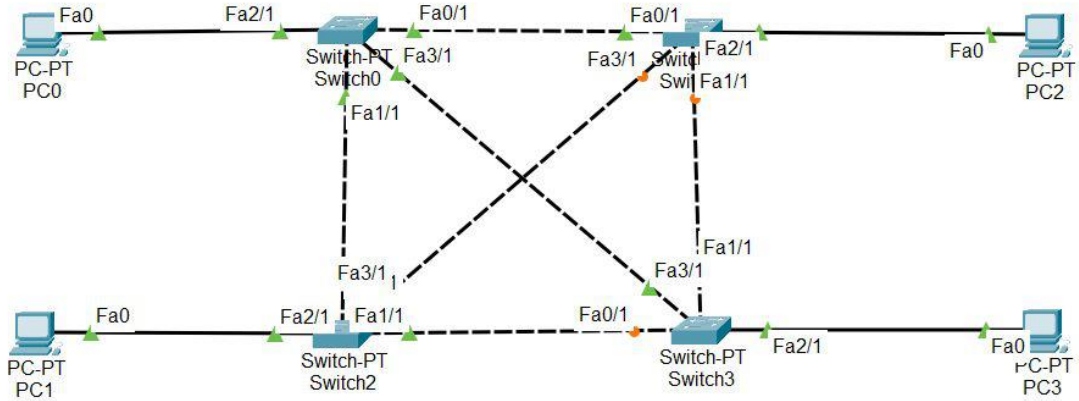 Fa0
Fa2/1
Fa0/1
Fa0/1
PC-PT
PC0
Switch-PT
Switch0
Fa3/1
Fa3/1
Fa2/1
Fa0
PC-PT
PC2
Fa1/1
Fa1/1
Fa1/1
Fa3/1
Fa3/1
Fa0
Fa2/1
Fa1/1
Fa0/1
Fa2/1
Fa0
PC-PT
PC1
Switch-PT
Switch2
Switch-PT
Switch3
PC3